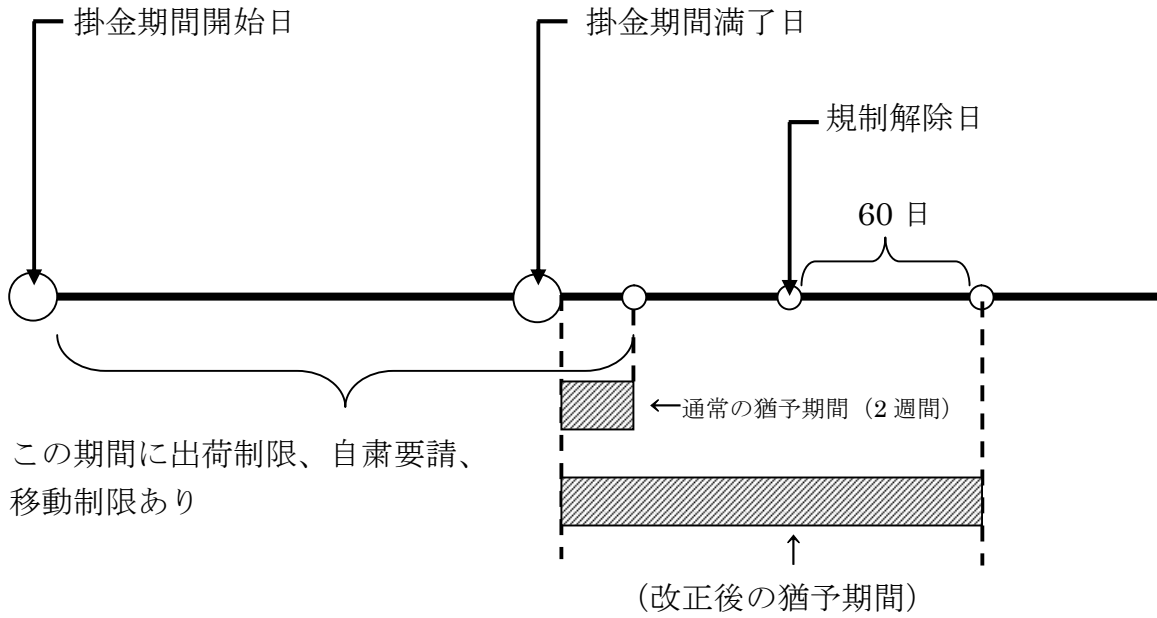 掛金期間開始日
掛金期間満了日
規制解除日
60 日
←通常の猶予期間（2 週間）
この期間に出荷制限、自粛要請、
移動制限あり
↑
（改正後の猶予期間）